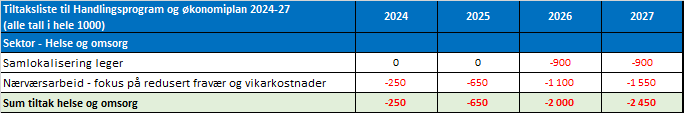 Tiltaksliste til Handlingsprogram og økonomiplan 2024-27
(alle tall i hele 1000) 2024 2025 2026 2027
Sektor - Helse og omsorg
Samlokalisering leger 0 0 -900 -900
Nærværsarbeid - fokus på redusert fravær og vikarkostnader -250 -650 -1 100 -1 550
Sum tiltak helse og omsorg -250 -650 -2 000 -2 450